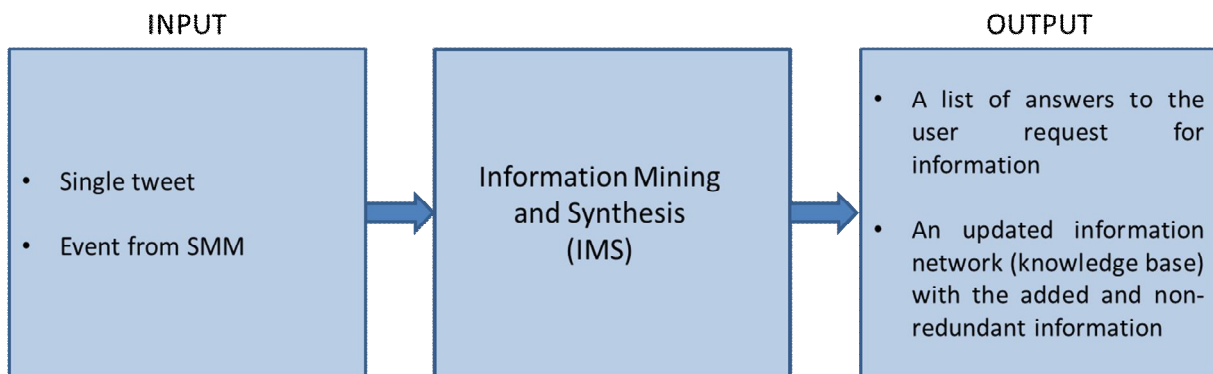 INPUT
• Single tweet
• Event from SMM
Information Mining
and Synthesis
(IMS)
OUTPUT
• A list of answers to the
user request for
information
• An updated information
network (knowledge base)
with the added and non-
redundant information